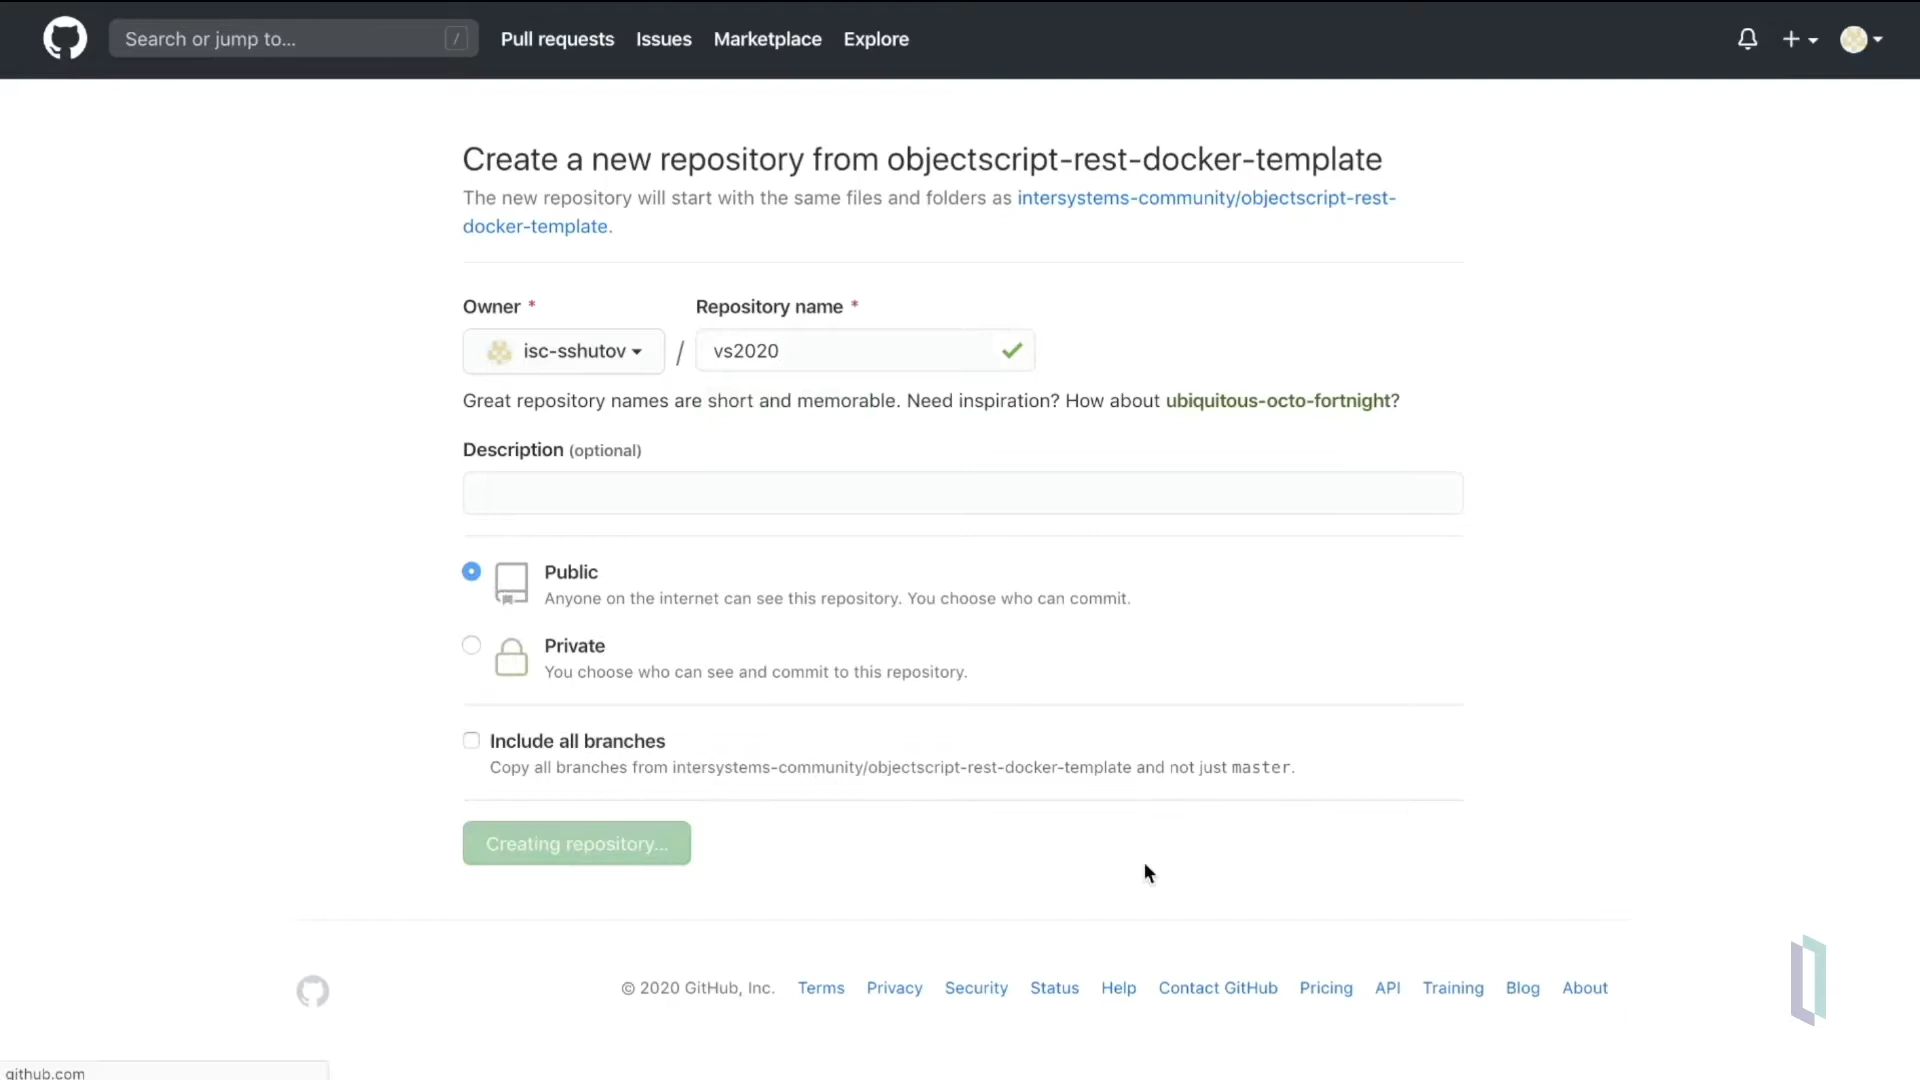 Search or jump to... /
Pull requests Issues Marketplace Explore
Create a new repository from objectscript-rest-docker-template
The new repository will start with the same files and folders as intersystems-community/objectscript-rest-
docker-template.
Owner * Repository name *
isc-sshutov / vs2020
Great repository names are short and memorable. Need inspiration? How about ubiquitous-octo-fortnight?
Description (optional)
Public
Anyone on the internet can see this repository. You choose who can commit.
Private
You choose who can see and commit to this repository.
Include all branches
Copy all branches from intersystems-community/objectscript-rest-docker-template and not just master.
Creating repository...
© 2020 GitHub, Inc. Terms Privacy Security Status Help Contact GitHub Pricing API Training Blog About
github.com